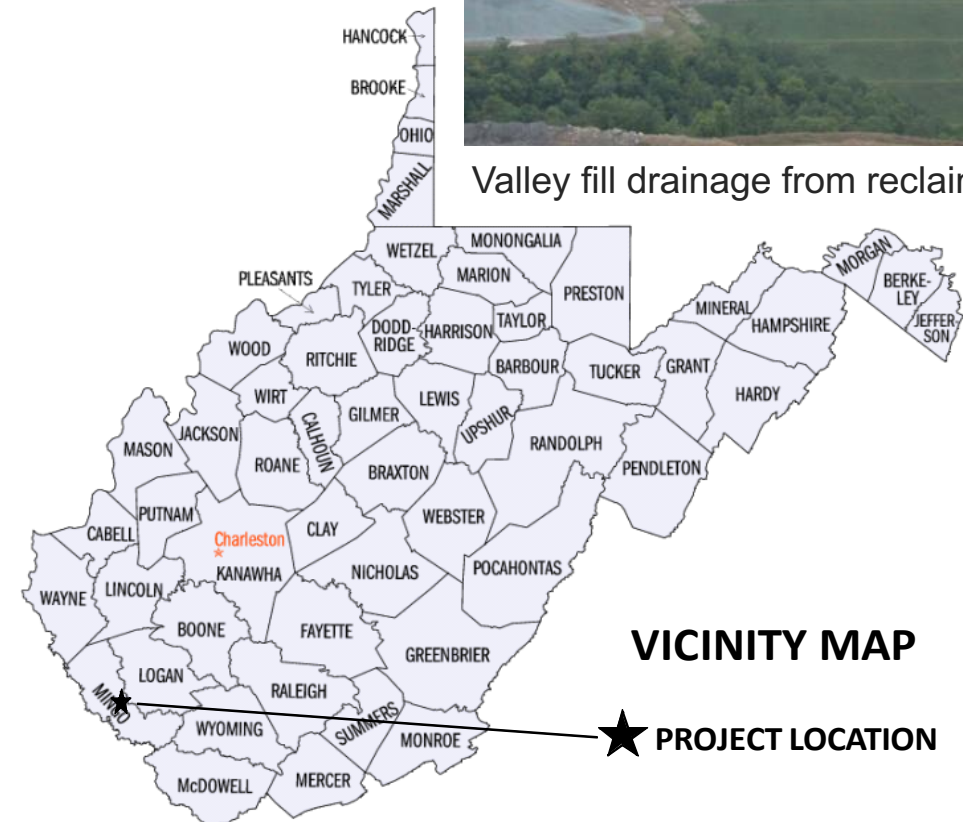 HANCOCK
BROOKE
OHIO
MARSHALL
Valley fill drainage from
WETZEL
MONONGALIA
MORGAN
BERKE-
LEY
JEFFER-
SON
PLEASANTS
TYLER
MARION
PRESTON
MINERAL
HAMPSHIRE
WOOD
RITCHIE
DODD-
RIDGE
HARRISON
TAYLOR
BARBOUR
TUCKER
GRANT
HARDY
WIRT
CALHOUN
GILMER
LEWIS
UPSHUR
RANDOLPH
PENDLETON
MASON
JACKSON
ROANE
BRAXTON
WEBSTER
POCAHONTAS
CABELL
PUTNAM
Charleston
KANAWHA
CLAY
NICHOLAS
WAYNE
LINCOLN
BOONE
FAYETTE
GREENBRIER
VICINITY MAP
MINGO
LOGAN
RALEIGH
SUMMERS
MONROE
WYOMING
PROJECT LOCATION
McDOWELL
MERCER